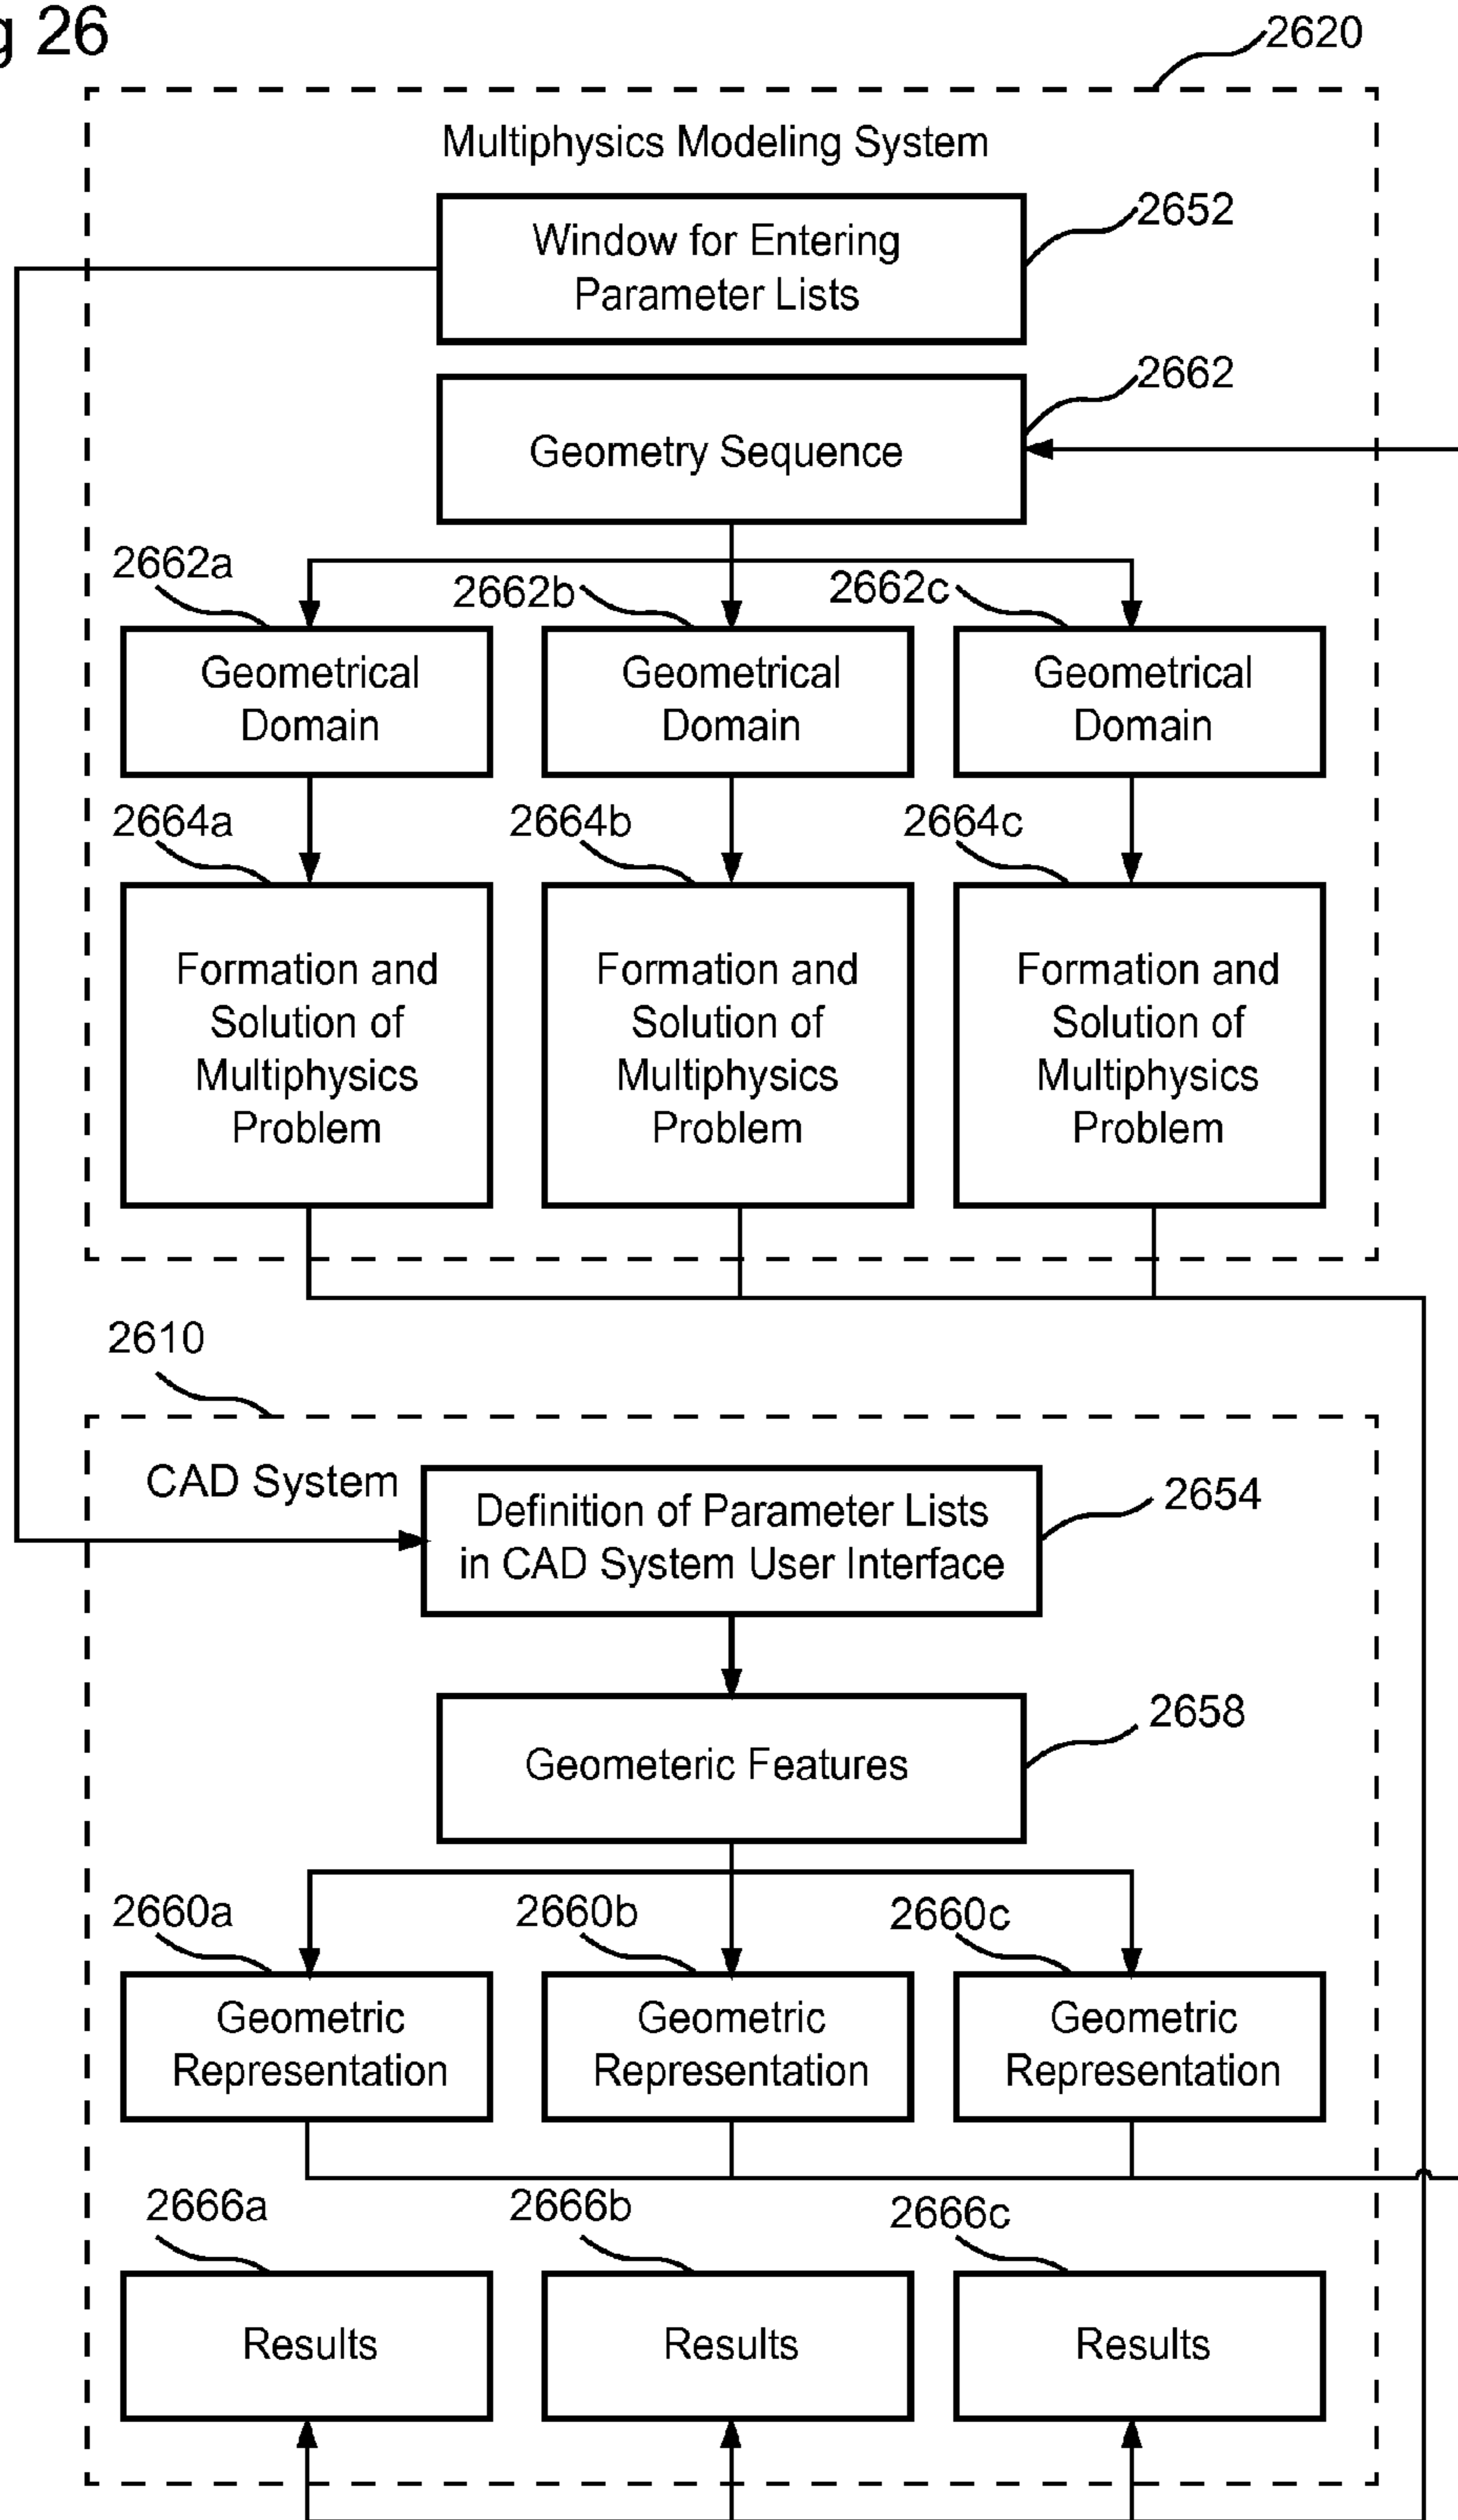 g 26
2620
Multiphysics Modeling System
2652
Window for Entering
Parameter Lists
2662
Geometry Sequence
2662a
2662b
2662c
Geometrical
Domain
Geometrical
Domain
Geometrical
Domain
2664a
2664b
2664c
Formation and
Solution of
Multiphysics
Problem
Formation and
Solution of
Multiphysics
Problem
Formation and
Solution of
Multiphysics
Problem
2610
CAD System
2654
Definition of Parameter Lists
in CAD System User Interface
2658
Geometeric Features
2660a
2660b
2660c
Geometric
Representation
Geometric
Representation
Geometric
Representation
2666a
2666b
2666c
Results
Results
Results